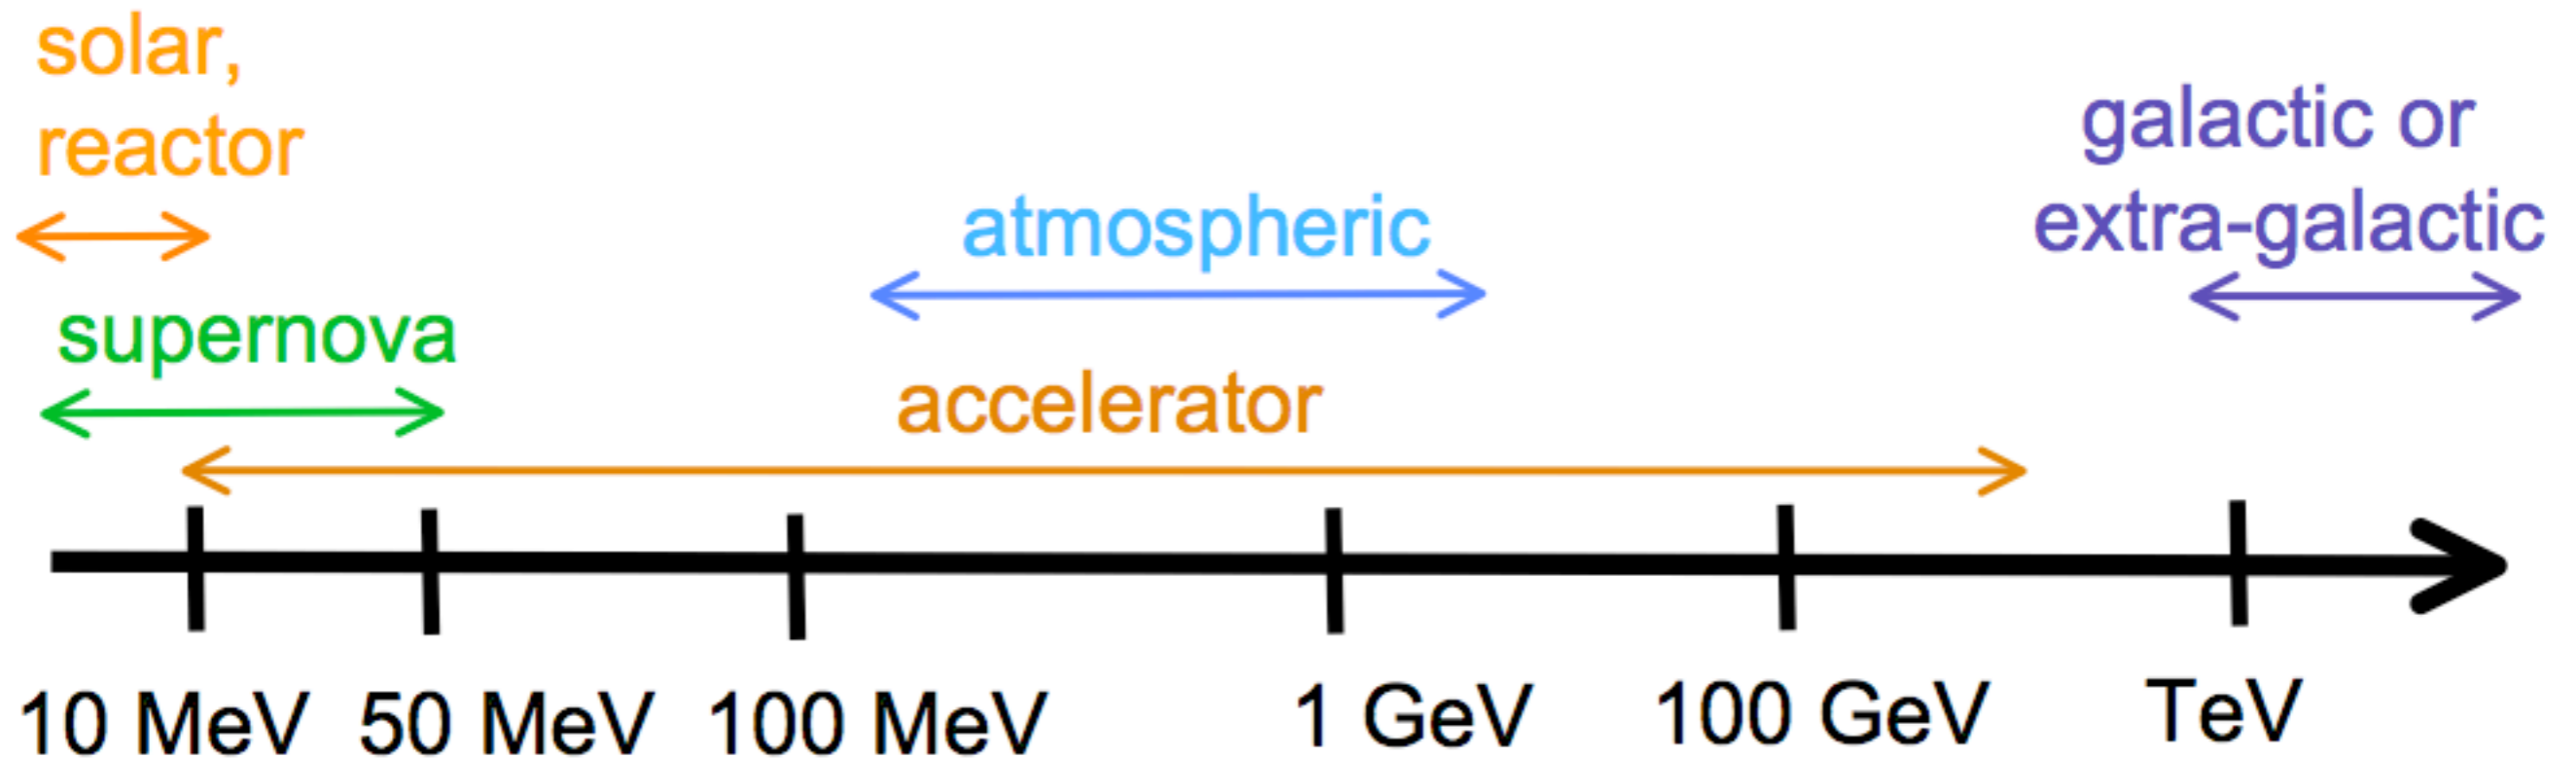 solar,
reactor
galactic or
extra-galactic
atmospheric
supernova
accelerator
10 MeV
50 MeV
100 MeV
1 GeV
100 GeV
TeV